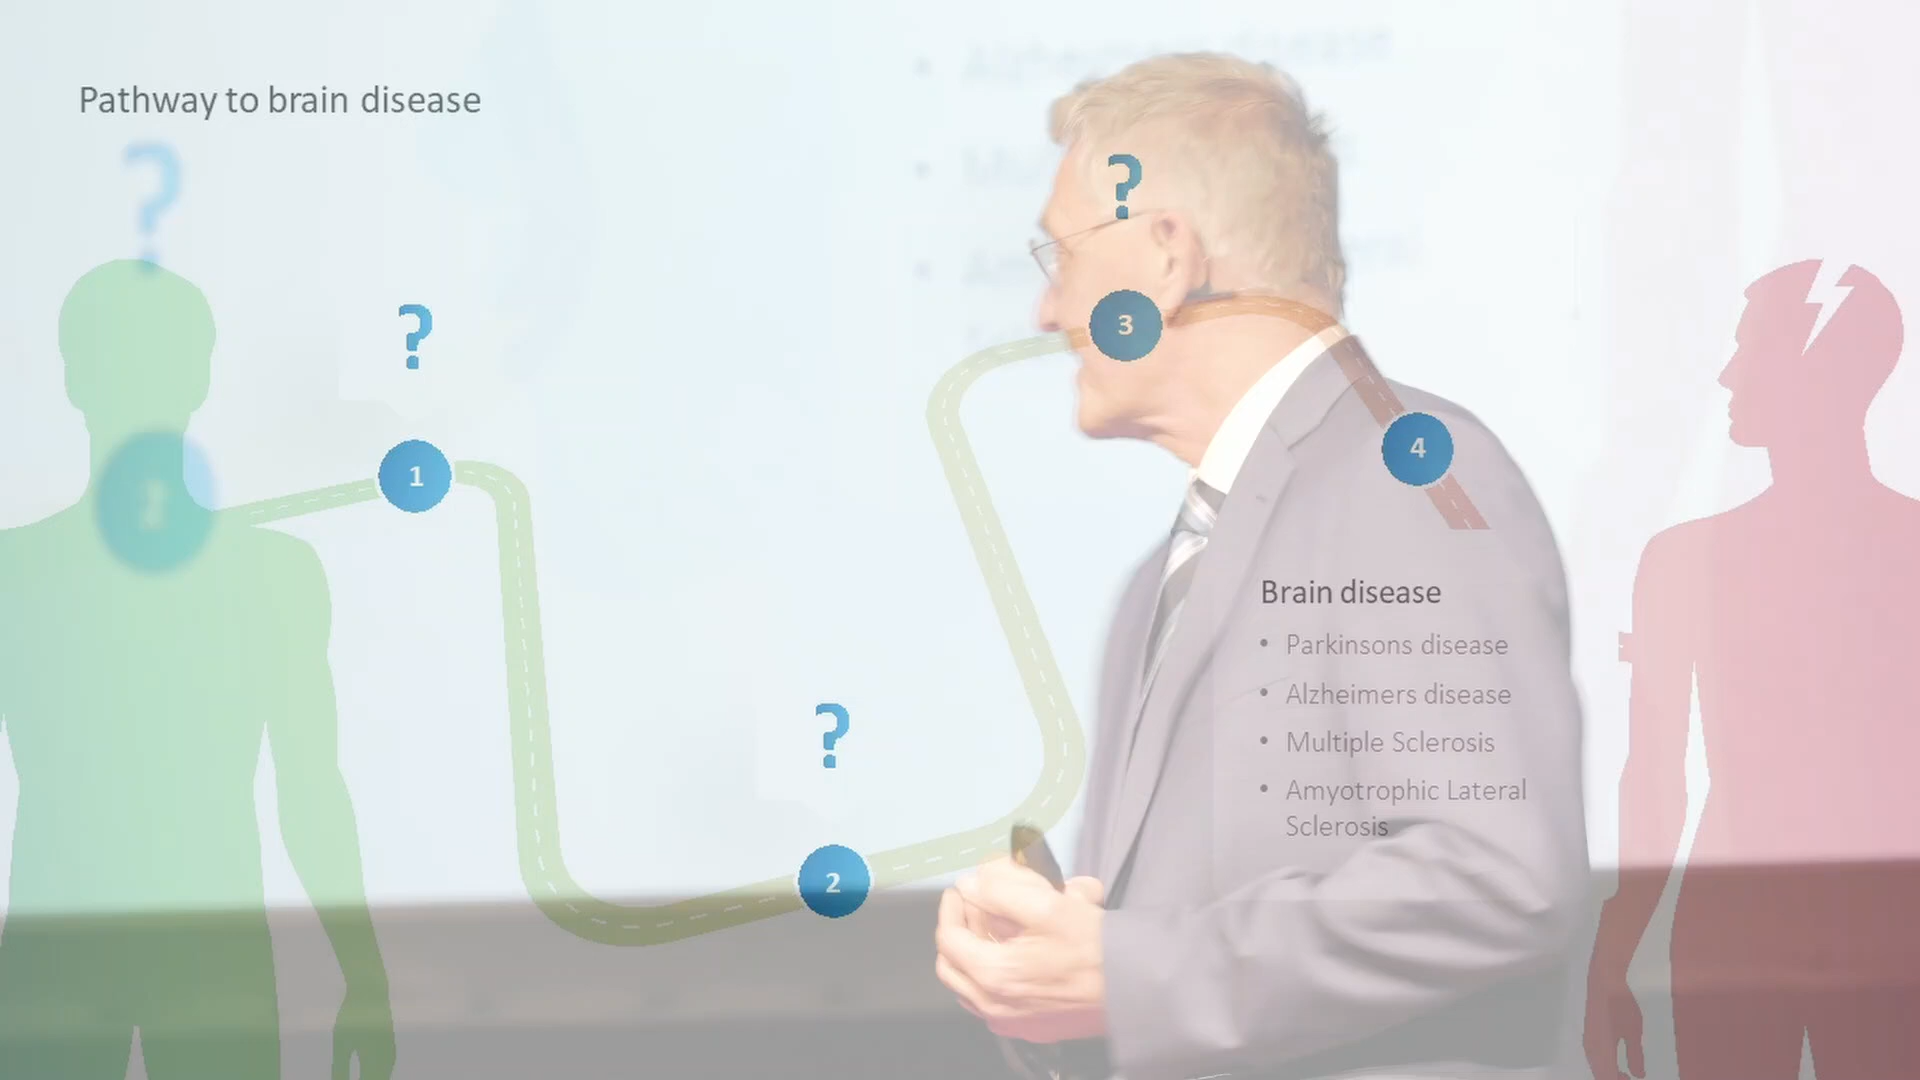 Pathway to brain disease
?
?
?
3
4
1
Brain disease
• Parkinsons disease
• Alzheimers disease
?
• Multiple Sclerosis
• Amyotrophic Lateral
Sclerosis
2